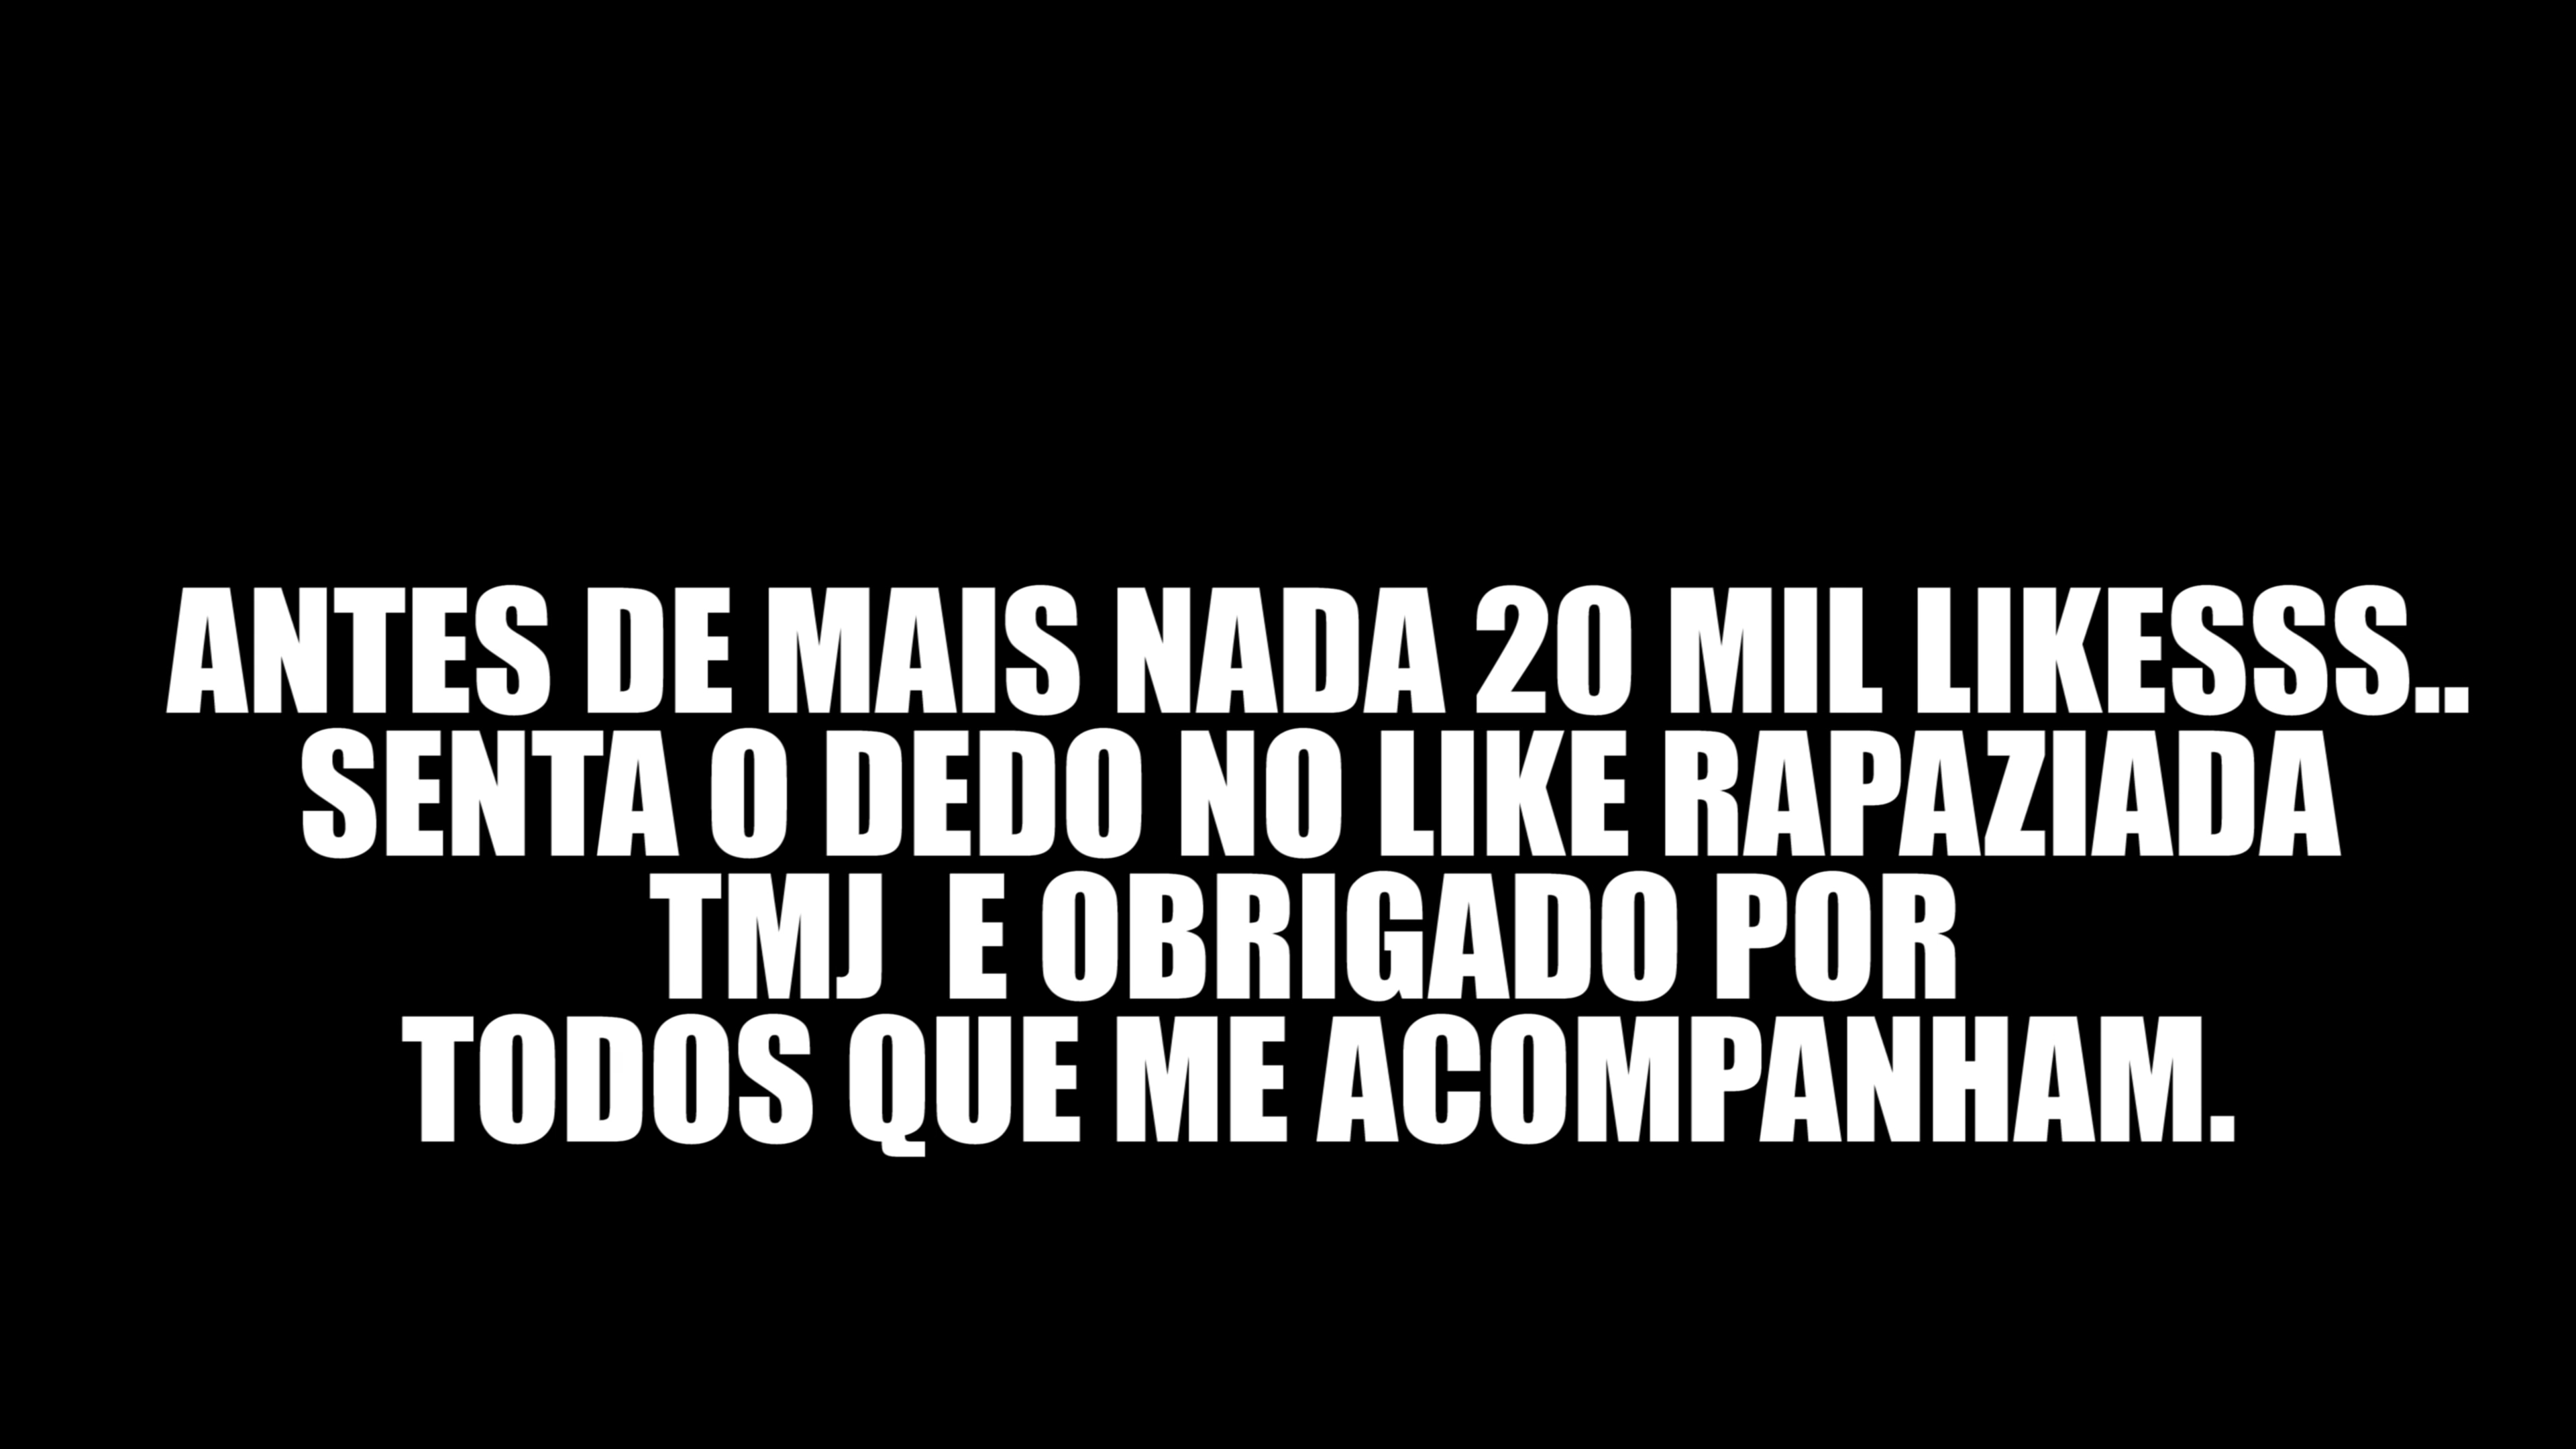 ANTES DE MAIS NADA 20 MIL LIKESSS..
SENTA O DEDO NO LIKE RAPAZIADA
TMJ  E OBRIGADO POR
TODOS QUE ME ACOMPANHAM.